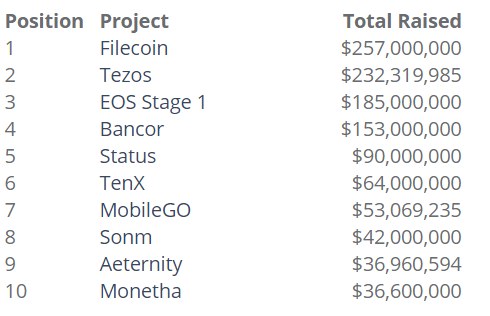 Position Project Total Raised
1 Filecoin $257,000,000
2 Tezos $232,319,985
3 EOS Stage 1 $185,000,000
4 Bancor $153,000,000
5 Status $90,000,000
6 TenX $64,000,000
7 MobileGO $53,069,235
8 Sonm $42,000,000
9 Aeternity $36,960,594
10 Monetha $36,600,000